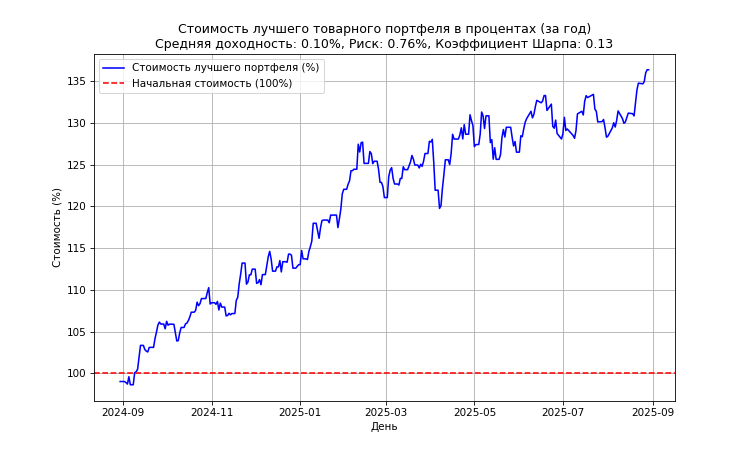 Стоимость лучшего товарного портфеля в процентах (за год)
Средняя доходность: 0.10%, Риск: 0.76%, Коэффициент Шарпа: 0.13
Стоимость лучшего портфеля (%)
Начальная стоимость (100%)
Стоимость (%)
135
130
125
120
115
110
105
100
2024-09
2024-11
2025-01
2025-03
2025-05
2025-07
2025-09
День